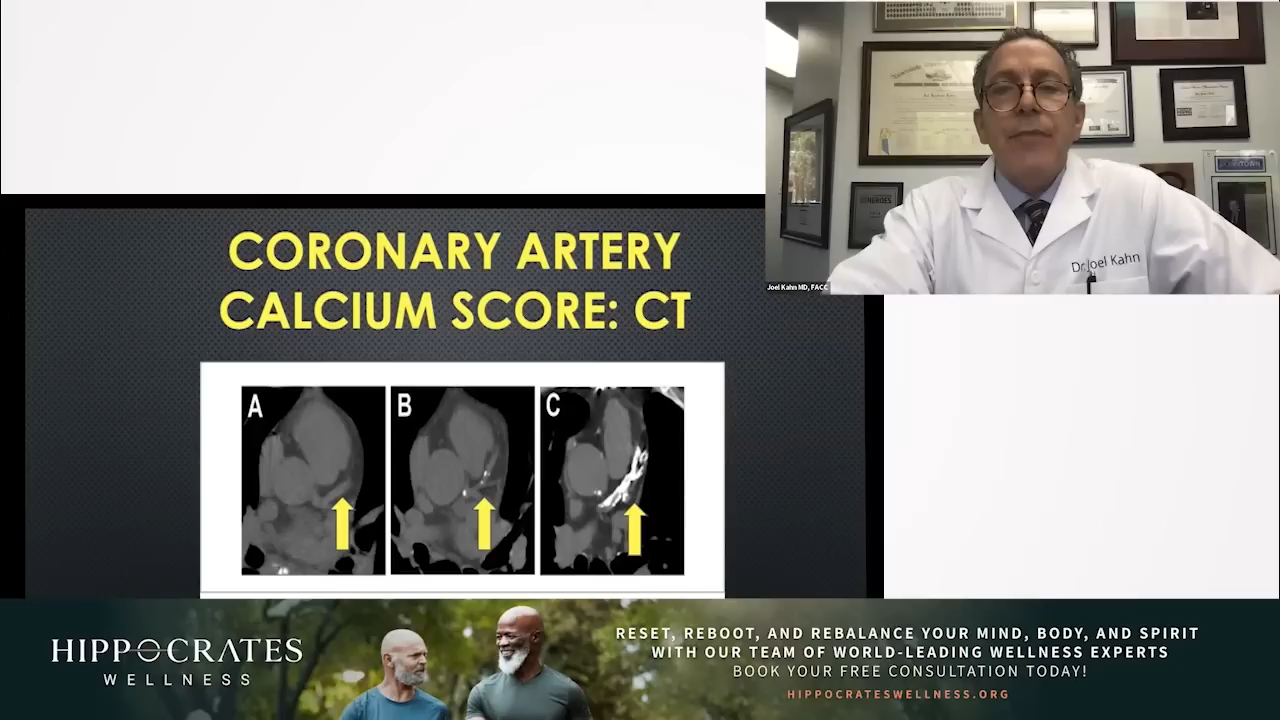 CORONARY ARTERY
CALCIUM SCORE: CT
A
B
C
Dr. Joel Kahn
Joel Kahn MD, FACC
HIPPOCRATES
WELLNESS
RESET, REBOOT, AND REBALANCE YOUR MIND, BODY, AND SPIRIT
WITH OUR TEAM OF WORLD-LEADING WELLNESS EXPERTS
BOOK YOUR FREE CONSULTATION TODAY!
HIPPOCRATESWELLNESS.ORG